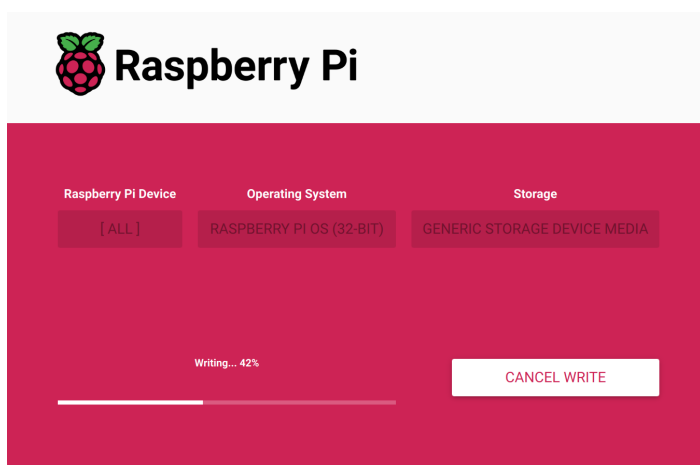 Raspberry Pi
Raspberry Pi Device
Operating System
Storage
[ ALL ]
RASPBERRY PI OS (32-BIT)
GENERIC STORAGE DEVICE MEDIA
Writing... 42%
CANCEL WRITE